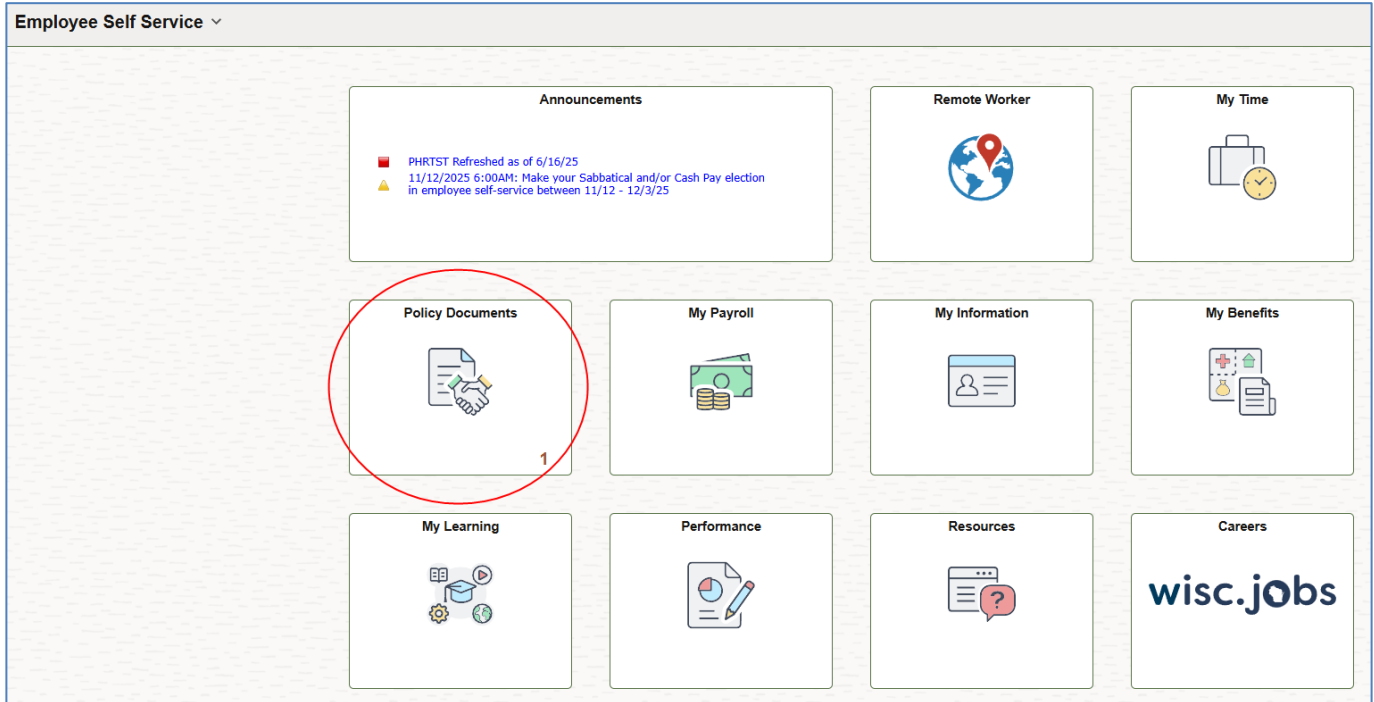 Employee Self Service
Announcements
PHRTST Refreshed as of 6/16/25
11/12/2025 6:00AM: Make your Sabbatical and/or Cash Pay election
in employee self-service between 11/12 - 12/3/25
Remote Worker
My Time
Policy Documents
1
My Payroll
My Information
My Benefits
My Learning
Performance
Resources
?
Careers
wisc.jobs